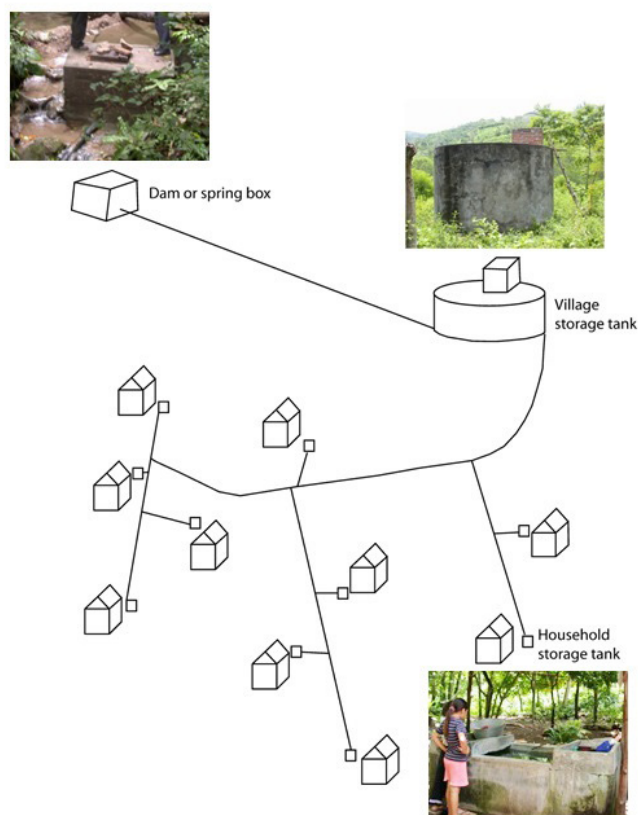 Dam or spring box
Village
storage tank
Household
storage tank